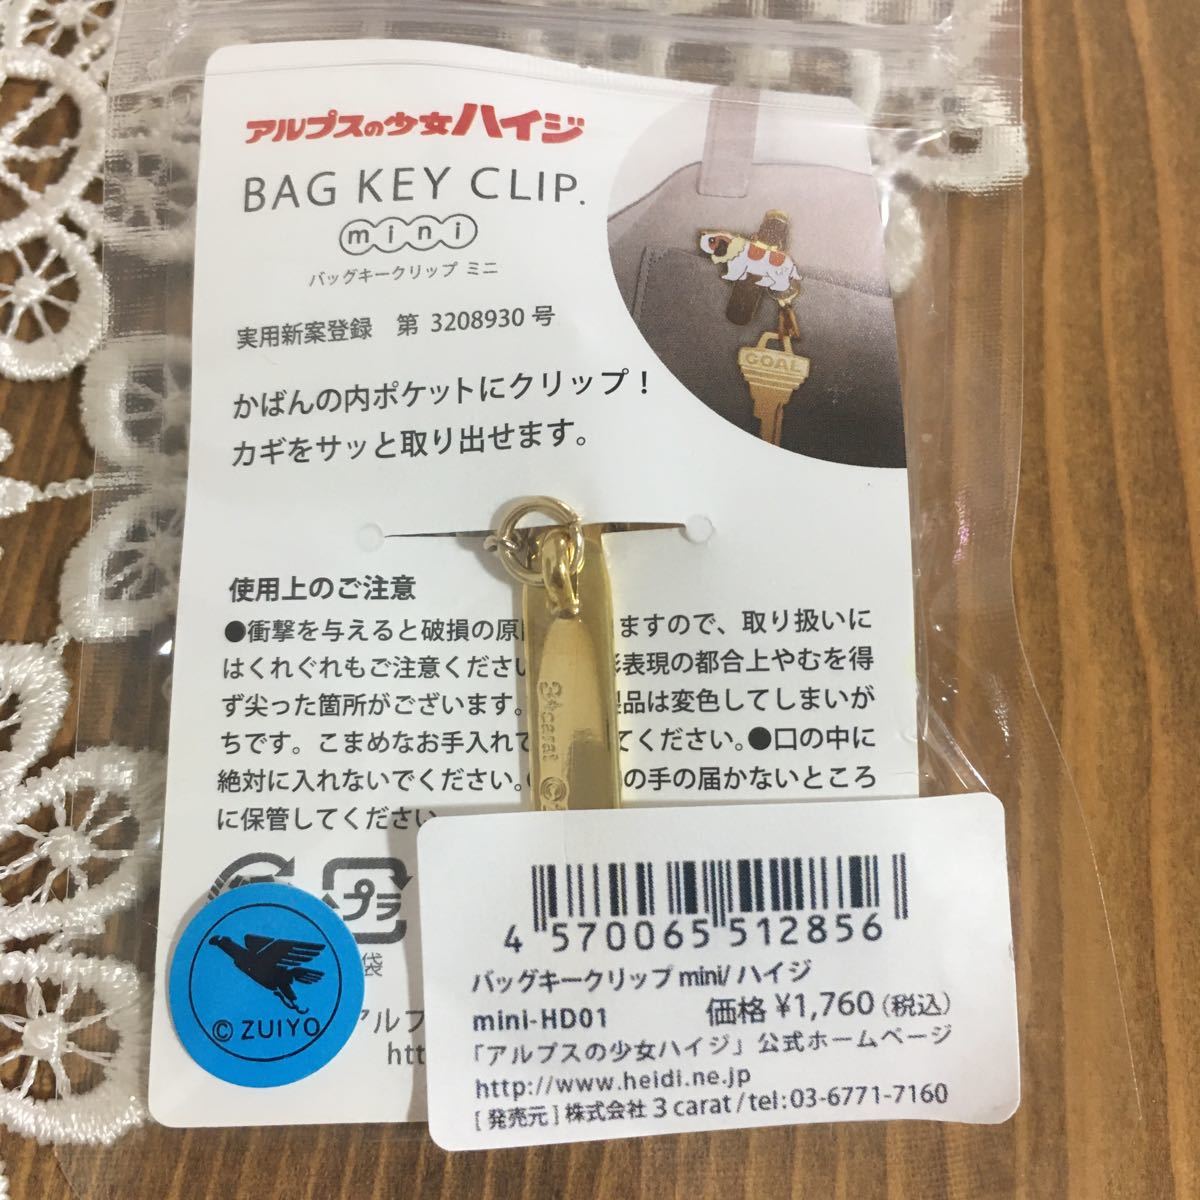 アルプスの少女ハイジ
BAG KEY CLIP.
mini
バッグキークリップ ミニ
実用新案登録 第 3208930 号
GOAL
かばんの内ポケットにクリップ!
カギをサッと取り出せます。
使用上のご注意
●衝撃を与えると破損の原 ますので、取り扱いに
はくれぐれもご注意くださ 表現の都合上やむを得
ず尖った箇所がございます。 品は変色してしまいが
ちです。こまめなお手入れ てください。●口の中に
絶対に入れないでください。 の手の届かないところ
に保管してください
3carat ©
プラ
袋
アルプ
htt
© ZUIYO
4 570065 512856
バッグキークリップ mini/ ハイジ
mini-HD01 価格 ¥1,760 (税込)
「アルプスの少女ハイジ」公式ホームページ
http://www.heidi.ne.jp
[ 発売元 ] 株式会社 3 carat / tel : 03-6771-7160